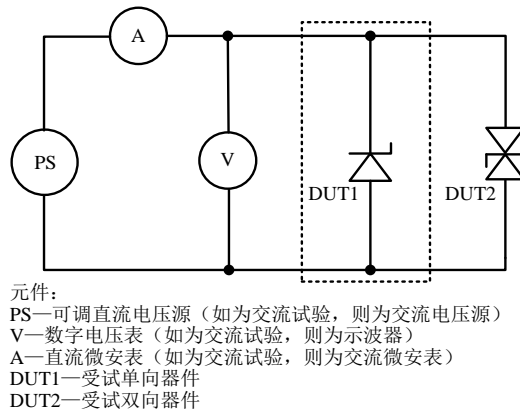 A
PS
V
DUT1
DUT2
元件：
PS—可调直流电压源（如为交流试验，则为交流电压源）
V—数字电压表（如为交流试验，则为示波器）
A—直流微安表（如为交流试验，则为交流微安表）
DUT1—受试单向器件
DUT2—受试双向器件